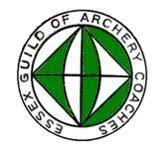 ESSEX GUILD OF ARCHERY COACHES